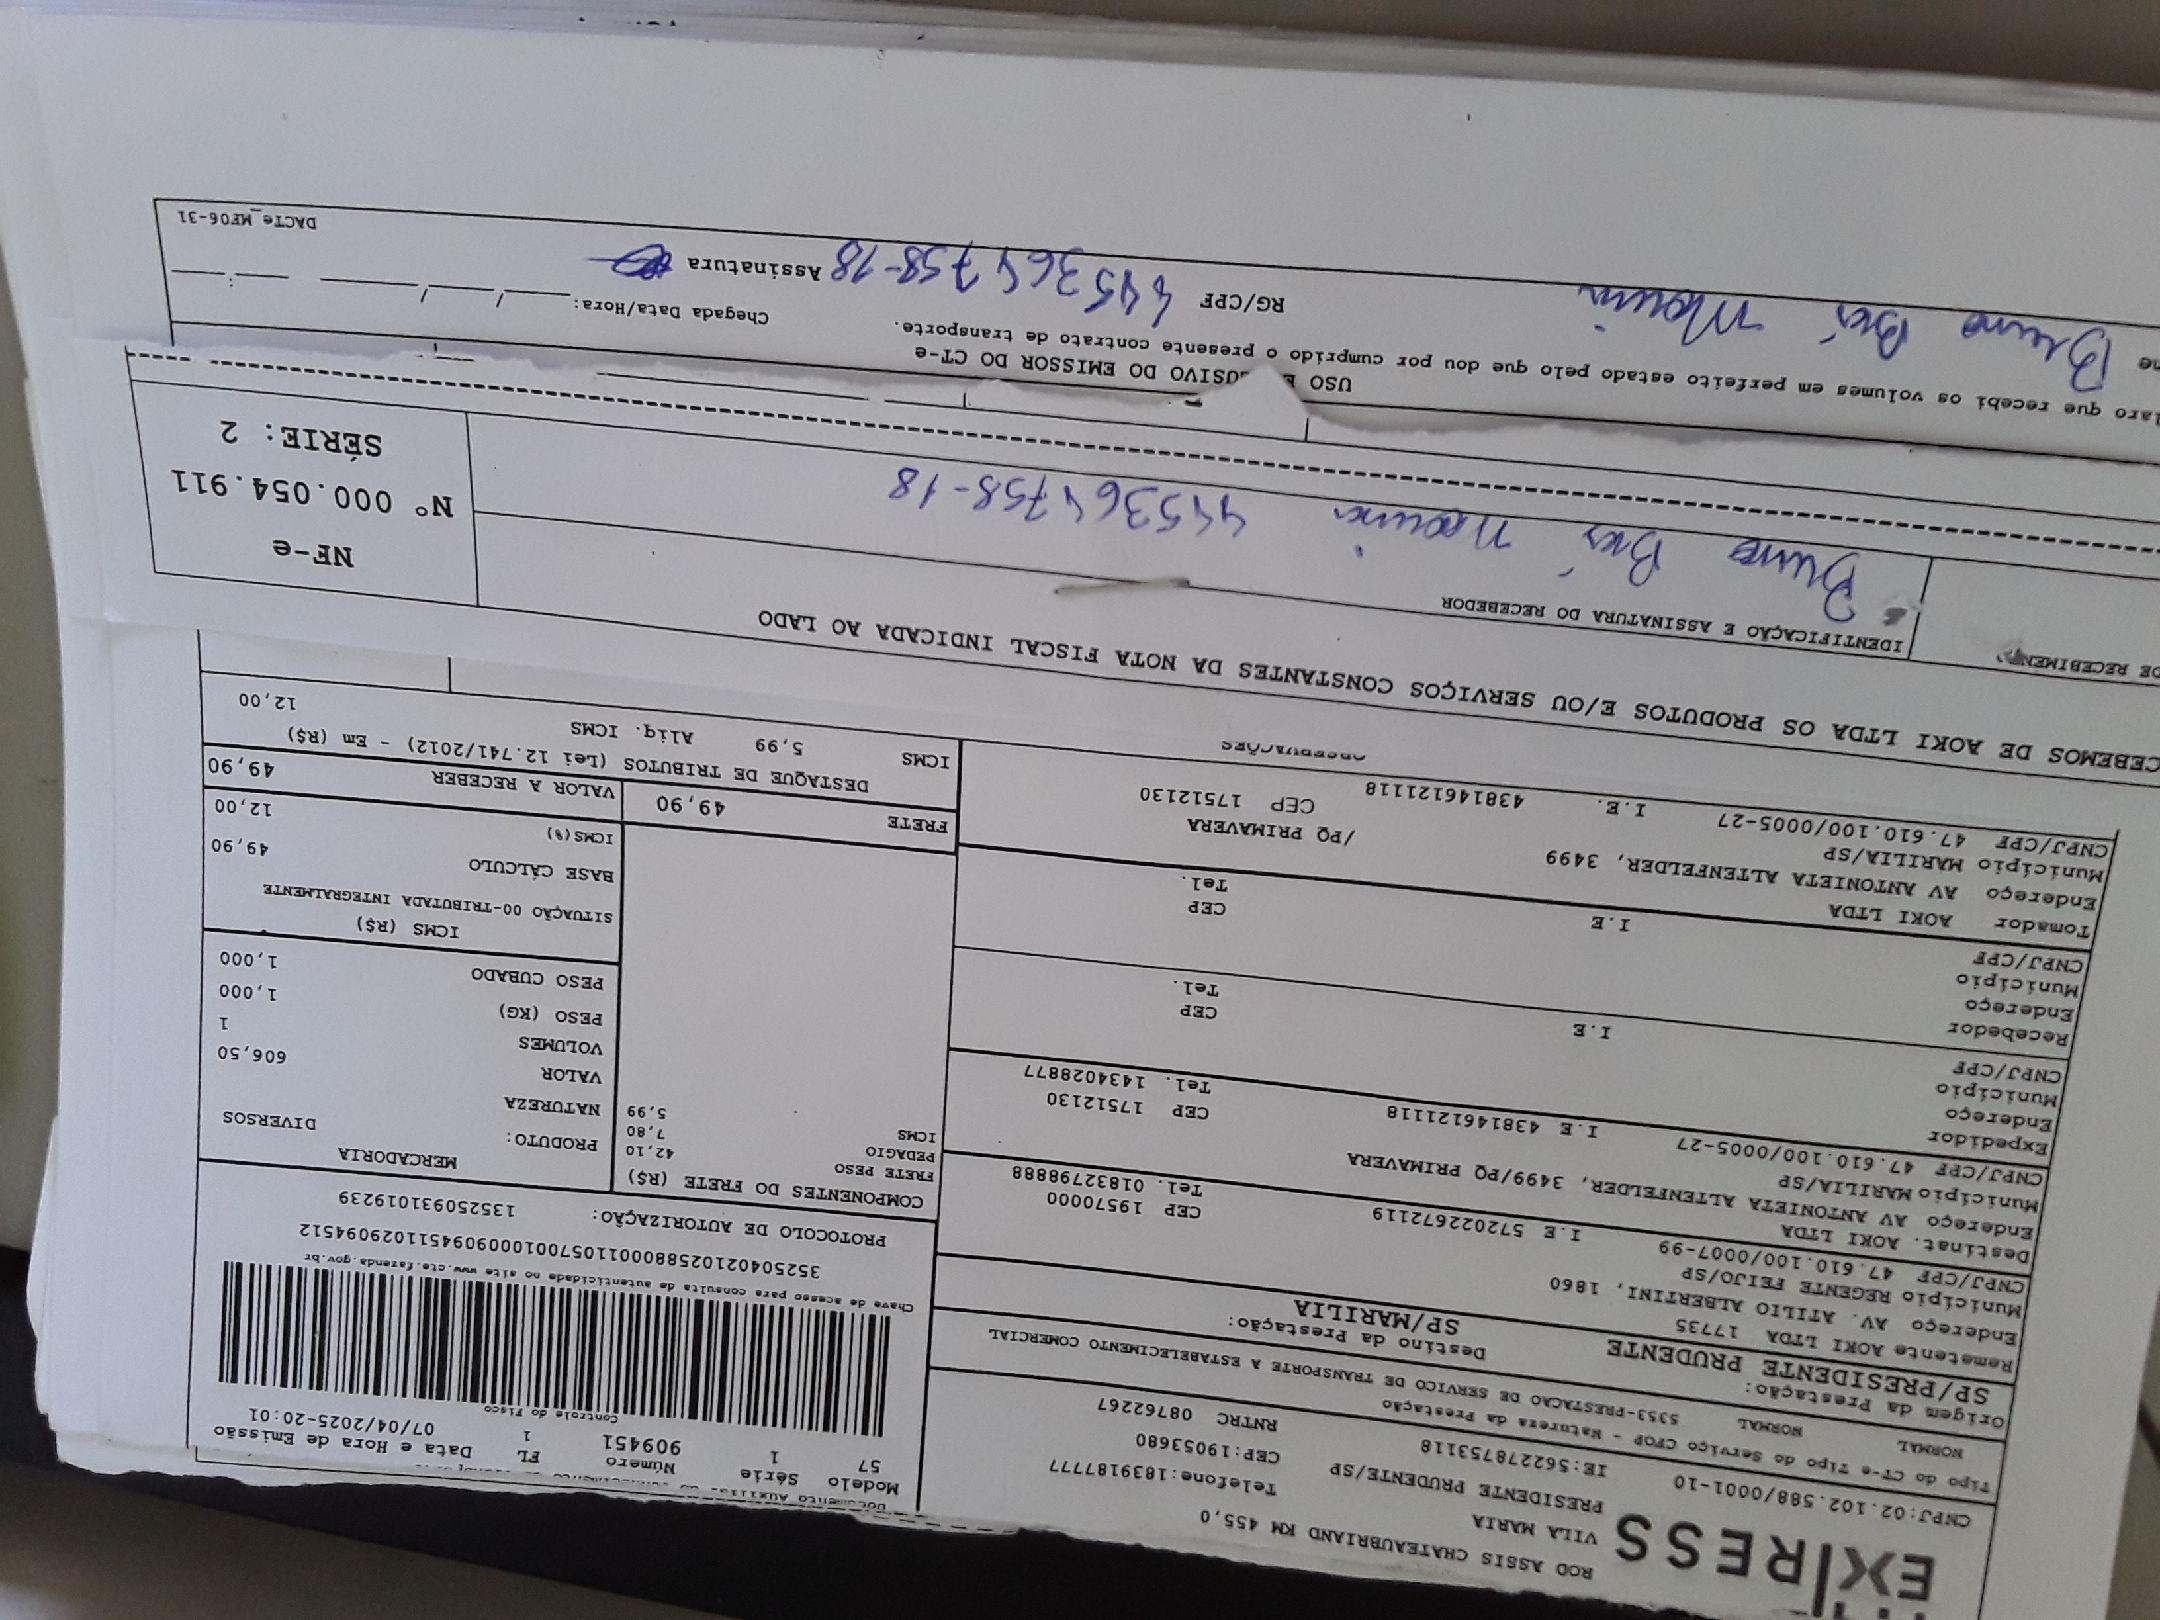 EXPRESS
ROD ASSIS CHATEAUBRIAND KM 455,0
VILA MARIA
PRESIDENTE PRUDENTE/SP
Telefone:1839187777
CEP:19053680
CNPJ:02.102.588/0001-10
IE:562278753118
RNTRC 08762267
Modelo Série Número FL Data e Hora de Emissão
57 1 909451 1 07/04/2025-20:01
Controle do Fisco
Chave de acesso para consulta de autenticidade no site www.cte.fazenda.gov.br
35250402102588000110570010009094511029094512
PROTOCOLO DE AUTORIZAÇÃO: 135250931019239
Tipo do CT-e Tipo do Serviço CFOP - Natureza da Prestação
NORMAL NORMAL 5353-PRESTACAO DE SERVICO DE TRANSPORTE A ESTABELECIMENTO COMERCIAL
Origem da Prestação: Destino da Prestação:
SP/PRESIDENTE PRUDENTE SP/MARILIA
Remetente AOKI LTDA 17735
Endereço AV. ATILIO ALBERTINI, 1860
Município REGENTE FEIJO/SP CEP 19570000
CNPJ/CPF 47.610.100/0007-99 I.E 572022672119 Tel. 01832798888
Destinat. AOKI LTDA
Endereço AV ANTONIETA ALTENFELDER, 3499/PQ PRIMAVERA
Município MARILIA/SP CEP 17512130
CNPJ/CPF 47.610.100/0005-27 I.E 438146121118 Tel. 1434028877
Expedidor
Endereço
Município CEP
CNPJ/CPF I.E Tel.
Recebedor
Endereço
Município CEP
CNPJ/CPF I.E Tel.
Tomador AOKI LTDA
Endereço AV ANTONIETA ALTENFELDER, 3499 /PQ PRIMAVERA
Município MARILIA/SP CEP 17512130
CNPJ/CPF 47.610.100/0005-27 I.E. 438146121118
COMPONENTES DO FRETE (R$)
FRETE PESO 42,10
PEDAGIO 7,80
ICMS 5,99
MERCADORIA
PRODUTO: DIVERSOS
NATUREZA
VALOR 606,50
VOLUMES 1
PESO (KG) 1,000
PESO CUBADO 1,000
ICMS (R$)
SITUAÇÃO 00-TRIBUTADA INTEGRALMENTE
BASE CÁLCULO 49,90
ICMS(%) 12,00
FRETE 49,90 VALOR A RECEBER 49,90
DESTAQUE DE TRIBUTOS (Lei 12.741/2012) - Em (R$)
ICMS 5,99 Aliq. ICMS 12,00
CEBEMOS DE AOKI LTDA OS PRODUTOS E/OU SERVIÇOS CONSTANTES DA NOTA FISCAL INDICADA AO LADO
DE RECEBIMEN IDENTIFICAÇÃO E ASSINATURA DO RECEBEDOR
Bruno 445364758-18
NF-e
Nº 000.054.911
SÉRIE: 2
USO E USIVO DO EMISSOR DO CT-e
laro que recebi os volumes em perfeito estado pelo que dou por cumprido o presente contrato de transporte.
Chegada Data/Hora: ___/___/___ ___:___
me Bruno RG/CPF 445364758-18 Assinatura
DACTe_MF06-31